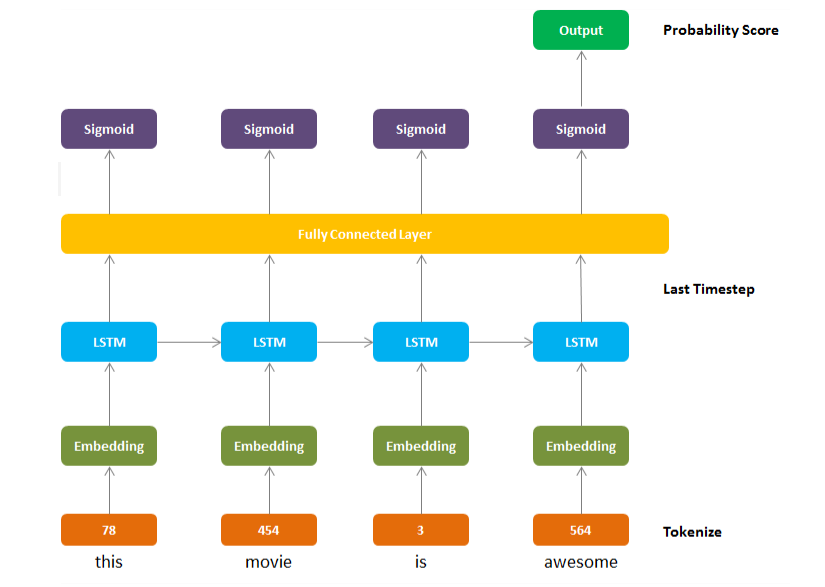 Output Probability Score
Sigmoid Sigmoid Sigmoid Sigmoid
Fully Connected Layer
Last Timestep
LSTM LSTM LSTM LSTM
Embedding Embedding Embedding Embedding
78 454 3 564 Tokenize
this movie is awesome